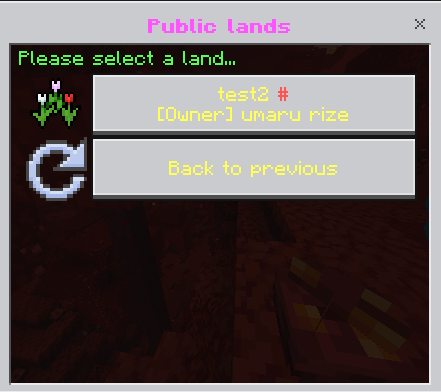 Public lands
Please select a land...
test2 #
[Owner] umaru rize
Back to previous